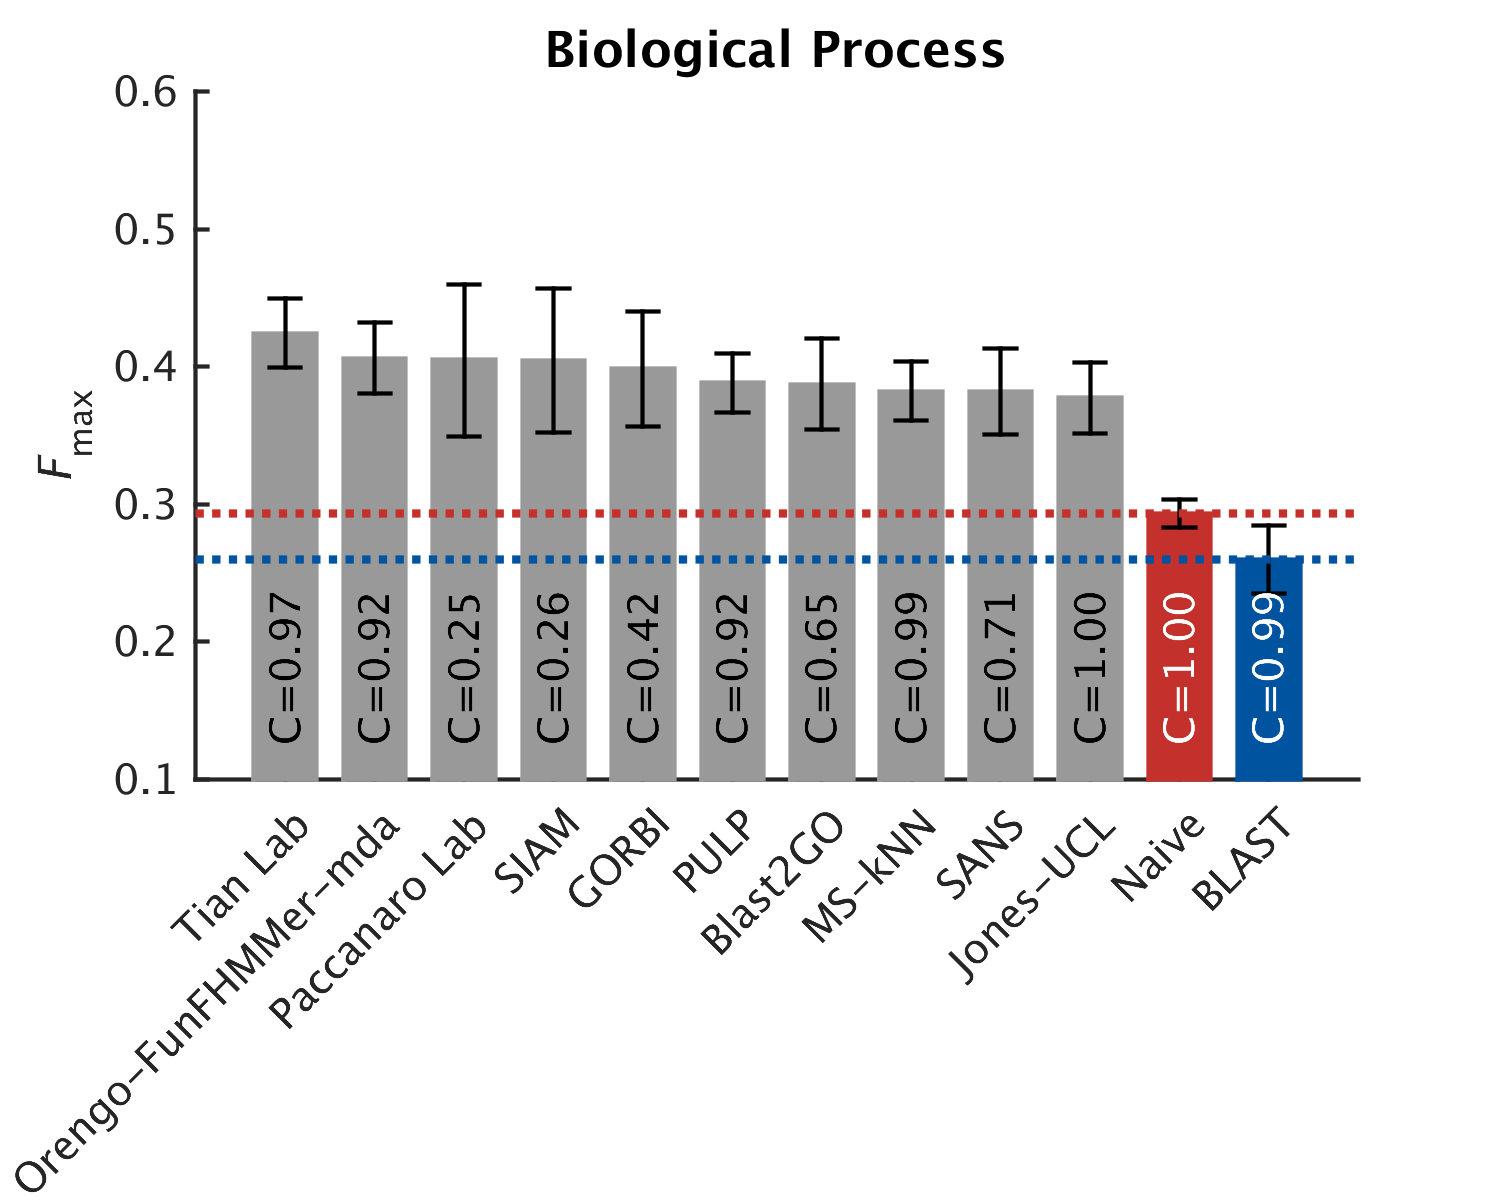 Biological Process
0.6
0.5
0.4
0.3
0.2
0.1
Fmax
C=0.97
C=0.92
C=0.25
C=0.26
C=0.42
C=0.92
C=0.65
C=0.99
C=0.71
C=1.00
C=1.00
C=0.99
Tian Lab
Orengo-FunFHMMer-mda
Paccanaro Lab
SIAM
GORBI
PULP
Blast2GO
MS-kNN
SANS
Jones-UCL
Naive
BLAST